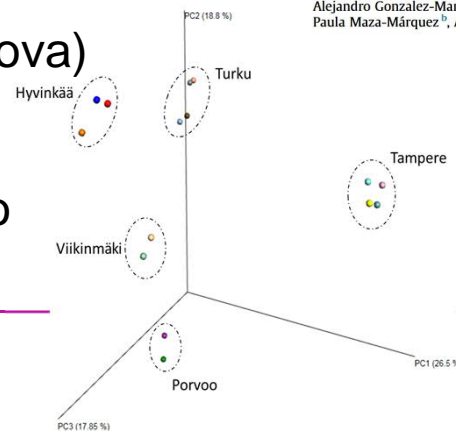 Alejandro Gonzalez-Mar
Paula Maza-Márquez b, A
ova)
PC2 (18.8 %)
Turku
Hyvinkää
Tampere
o
Viikinmäki
PC1 (26.5 %
Porvoo
PC3 (17.85 %)